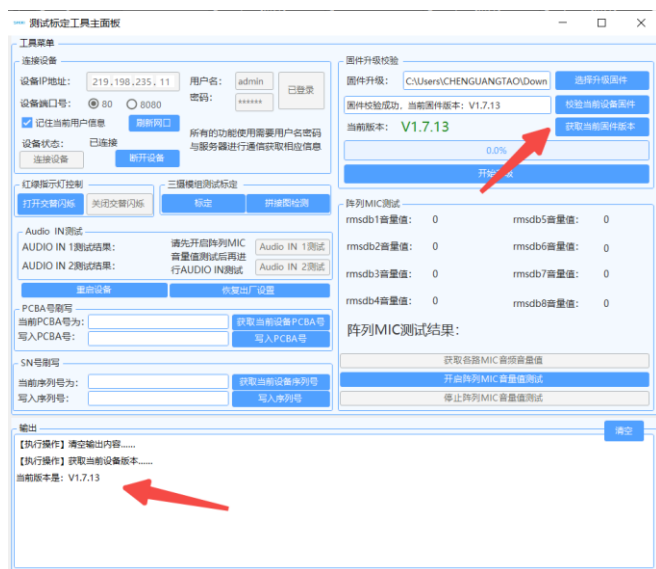 测试标定工具主面板
工具菜单
连接设备
设备IP地址: 219.198.235.11
用户名: admin
已登录
设备端口号: 80 8080
密码: ******
记住当前用户信息 刷新网口
所有的功能使用需要用户名密码
与服务器进行通信获取相应信息
设备状态: 已连接
连接设备 断开设备
固件升级校验
固件升级: C:\Users\CHENGUANGTAO\Down 选择升级固件
固件校验成功, 当前固件版本: V1.7.13 校验当前设备固件
当前版本: V1.7.13 获取当前固件版本
0.0%
红绿指示灯控制
打开交替闪烁 关闭交替闪烁
三摄模组测试标定
标定 拼接图检测
Audio IN测试
AUDIO IN 1测试结果:
AUDIO IN 2测试结果:
请先开启阵列MIC
音量值测试后再进
行AUDIO IN测试
Audio IN 1测试
Audio IN 2测试
重启设备 恢复出厂设置
PCBA号刷写
当前PCBA号为: 获取当前设备PCBA号
写入PCBA号: 写入PCBA号
SN号刷写
当前序列号为: 获取当前设备序列号
写入序列号: 写入序列号
阵列MIC测试
rmsdb1音量值: 0 rmsdb5音量值: 0
rmsdb2音量值: 0 rmsdb6音量值: 0
rmsdb3音量值: 0 rmsdb7音量值: 0
rmsdb4音量值: 0 rmsdb8音量值: 0
阵列MIC测试结果:
获取各路MIC音频音量值
开启阵列MIC音量值测试
停止阵列MIC音量值测试
输出
清空
【执行操作】清空输出内容......
【执行操作】获取当前设备版本......
当前版本是: V1.7.13